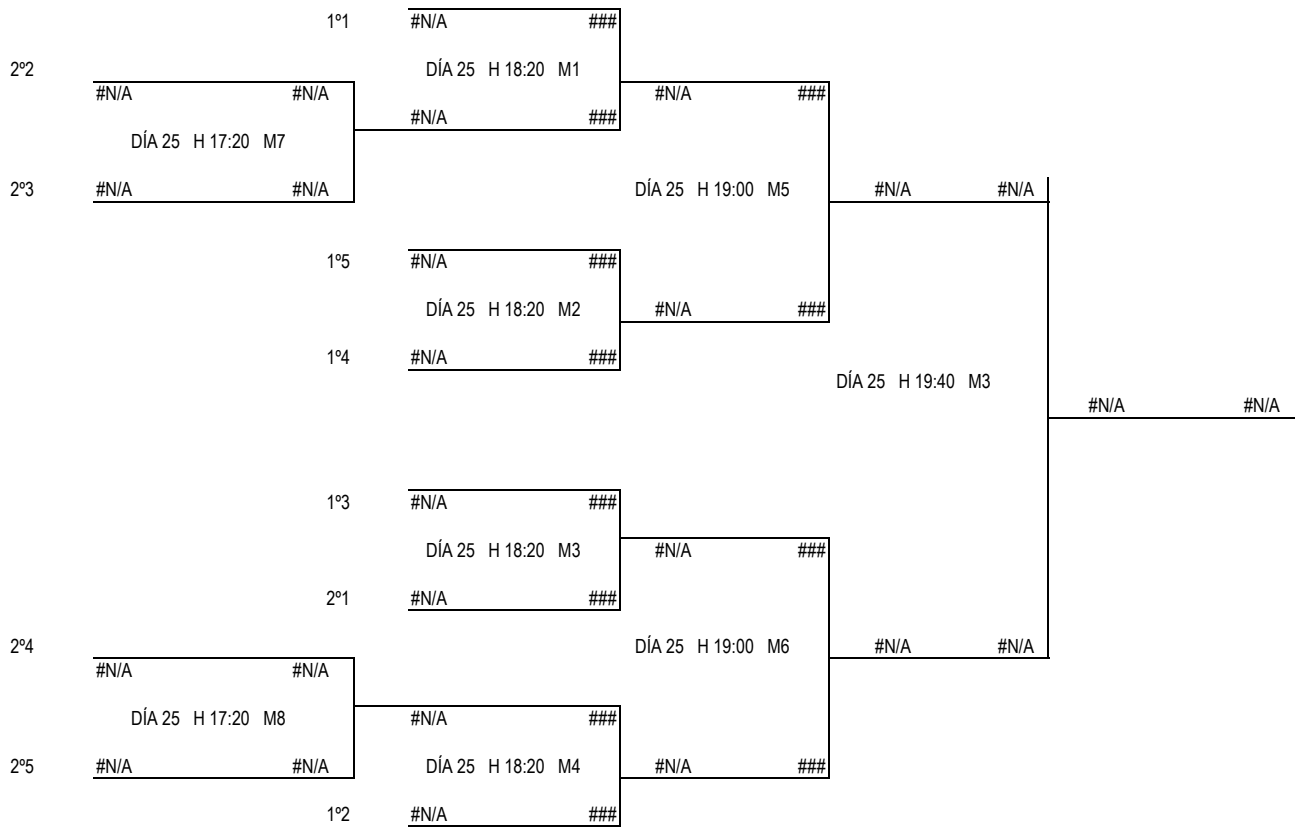 1º1 #N/A ###
2º2 DÍA 25 H 18:20 M1
#N/A #N/A #N/A ###
#N/A ###
DÍA 25 H 17:20 M7
2º3 #N/A #N/A DÍA 25 H 19:00 M5 #N/A #N/A
1º5 #N/A ###
DÍA 25 H 18:20 M2 #N/A ###
1º4 #N/A ###
DÍA 25 H 19:40 M3
#N/A #N/A
1º3 #N/A ###
DÍA 25 H 18:20 M3 #N/A ###
2º1 #N/A ###
2º4 DÍA 25 H 19:00 M6 #N/A #N/A
#N/A #N/A
DÍA 25 H 17:20 M8 #N/A ###
2º5 #N/A #N/A DÍA 25 H 18:20 M4 #N/A ###
1º2 #N/A ###